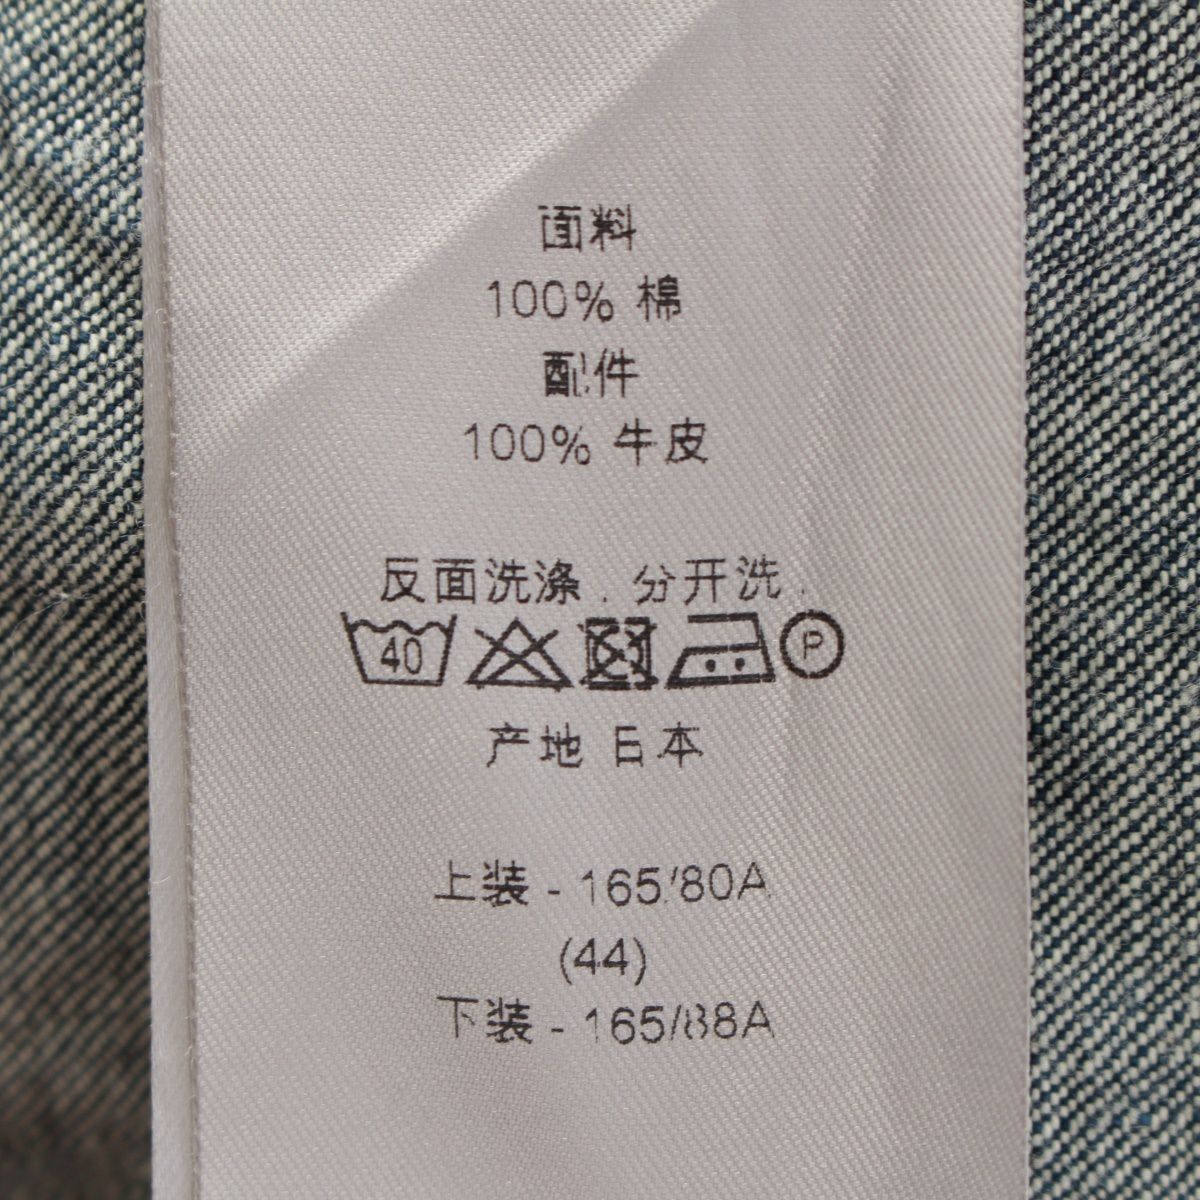 面料
100% 棉
配件
100% 牛皮
反面洗涤. 分开洗.
40 P
产地 日本
上装 - 165/80A
(44)
下装 - 165/88A